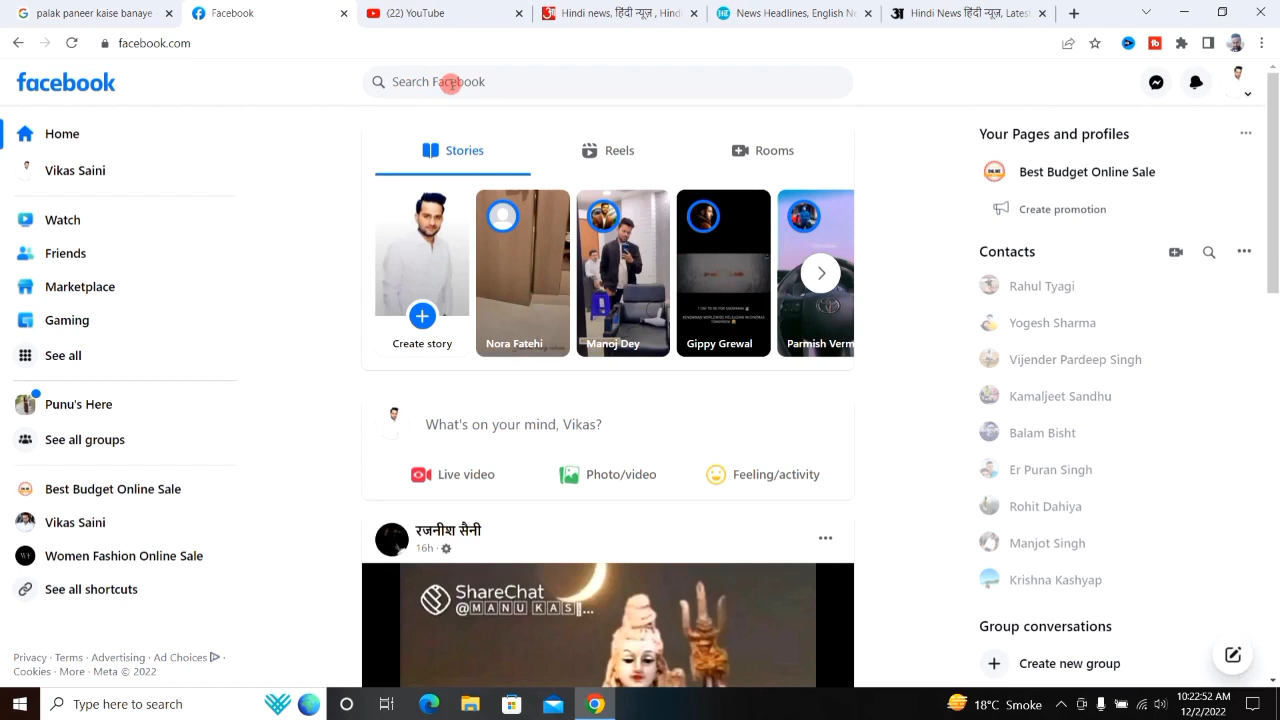 palak paneer kaise banaye
Facebook
(22) YouTube
Hindi news, हिंदी न्यूज़ , Hindi
News Headlines, English Ne
Hindi News, हिंदी न्यूज़, Latest
facebook.com
facebook
Search Facebook
Home
Vikas Saini
Watch
Friends
Marketplace
Gaming
See all
Punu's Here
See all groups
Best Budget Online Sale
Vikas Saini
Women Fashion Online Sale
See all shortcuts
Privacy · Terms · Advertising · Ad Choices ·
Cookies · More · Meta © 2022
Stories
Reels
Rooms
Create story
Nora Fatehi
Manoj Dey
Gippy Grewal
Parmish Verm
What's on your mind, Vikas?
Live video
Photo/video
Feeling/activity
रजनीश सैनी
16h ·
ShareChat
@MANU KAS...
Your Pages and profiles
Best Budget Online Sale
Create promotion
Contacts
Rahul Tyagi
Yogesh Sharma
Vijender Pardeep Singh
Kamaljeet Sandhu
Balam Bisht
Er Puran Singh
Rohit Dahiya
Manjot Singh
Krishna Kashyap
Group conversations
Create new group
Type here to search
18°C Smoke
ENG
10:22:52 AM
12/2/2022